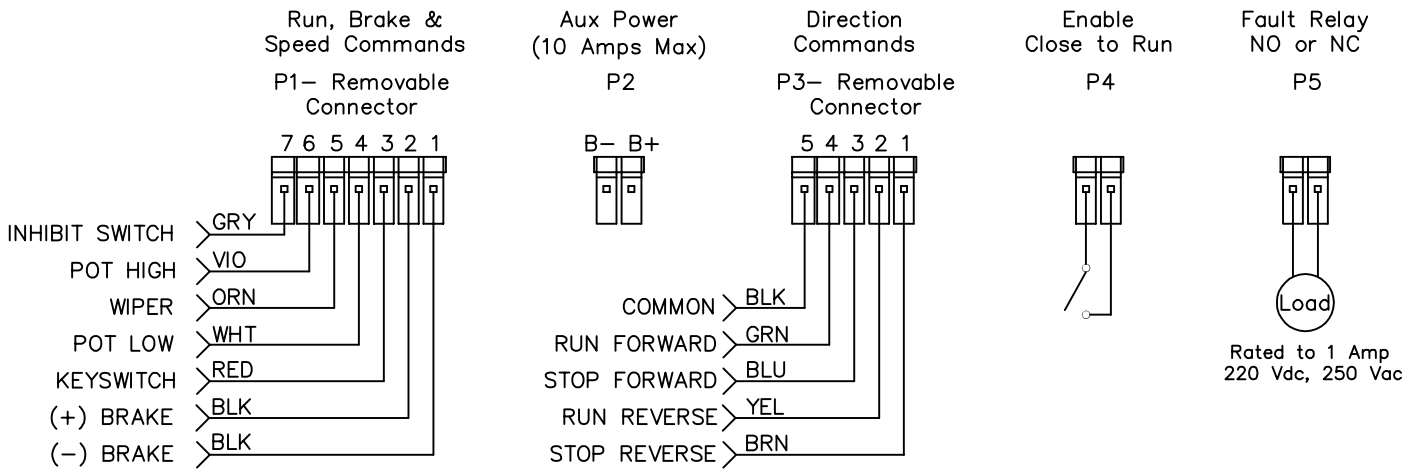 Run, Brake &
Speed Commands
P1– Removable
Connector
7 6 5 4 3 2 1
INHIBIT SWITCH GRY
POT HIGH VIO
WIPER ORN
POT LOW WHT
KEYSWITCH RED
(+) BRAKE BLK
(–) BRAKE BLK
Aux Power
(10 Amps Max)
P2
B– B+
Direction
Commands
P3– Removable
Connector
5 4 3 2 1
COMMON BLK
RUN FORWARD GRN
STOP FORWARD BLU
RUN REVERSE YEL
STOP REVERSE BRN
Enable
Close to Run
P4
Fault Relay
NO or NC
P5
Load
Rated to 1 Amp
220 Vdc, 250 Vac